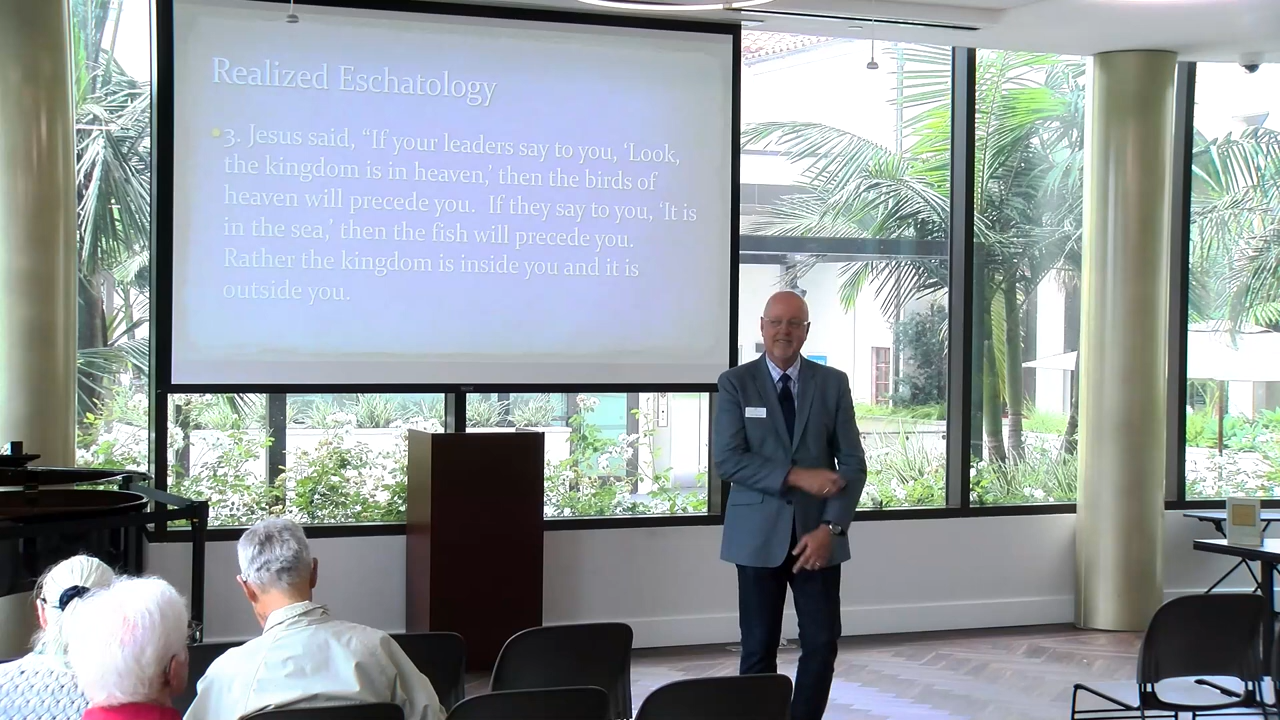 Realized Eschatology
3. Jesus said, “If your leaders say to you, ‘Look,
the kingdom is in heaven,’ then the birds of
heaven will precede you.  If they say to you, ‘It is
in the sea,’ then the fish will precede you.
Rather the kingdom is inside you and it is
outside you.